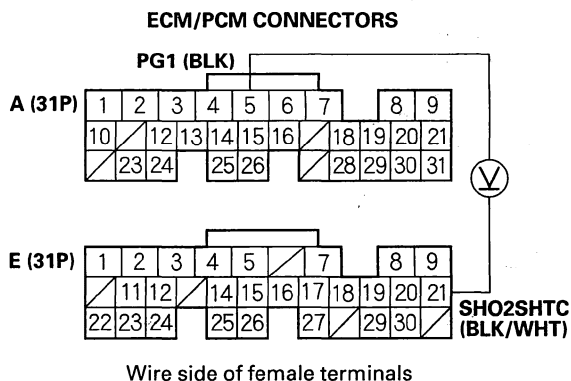 ECM/PCM CONNECTORS
PG1 (BLK)
A (31P)
1 2 3 4 5 6 7 8 9
10 12 13 14 15 16 18 19 20 21
23 24 25 26 28 29 30 31
V
E (31P)
1 2 3 4 5 7 8 9
11 12 14 15 16 17 18 19 20 21
22 23 24 25 26 27 29 30
SHO2SHTC
(BLK/WHT)
Wire side of female terminals